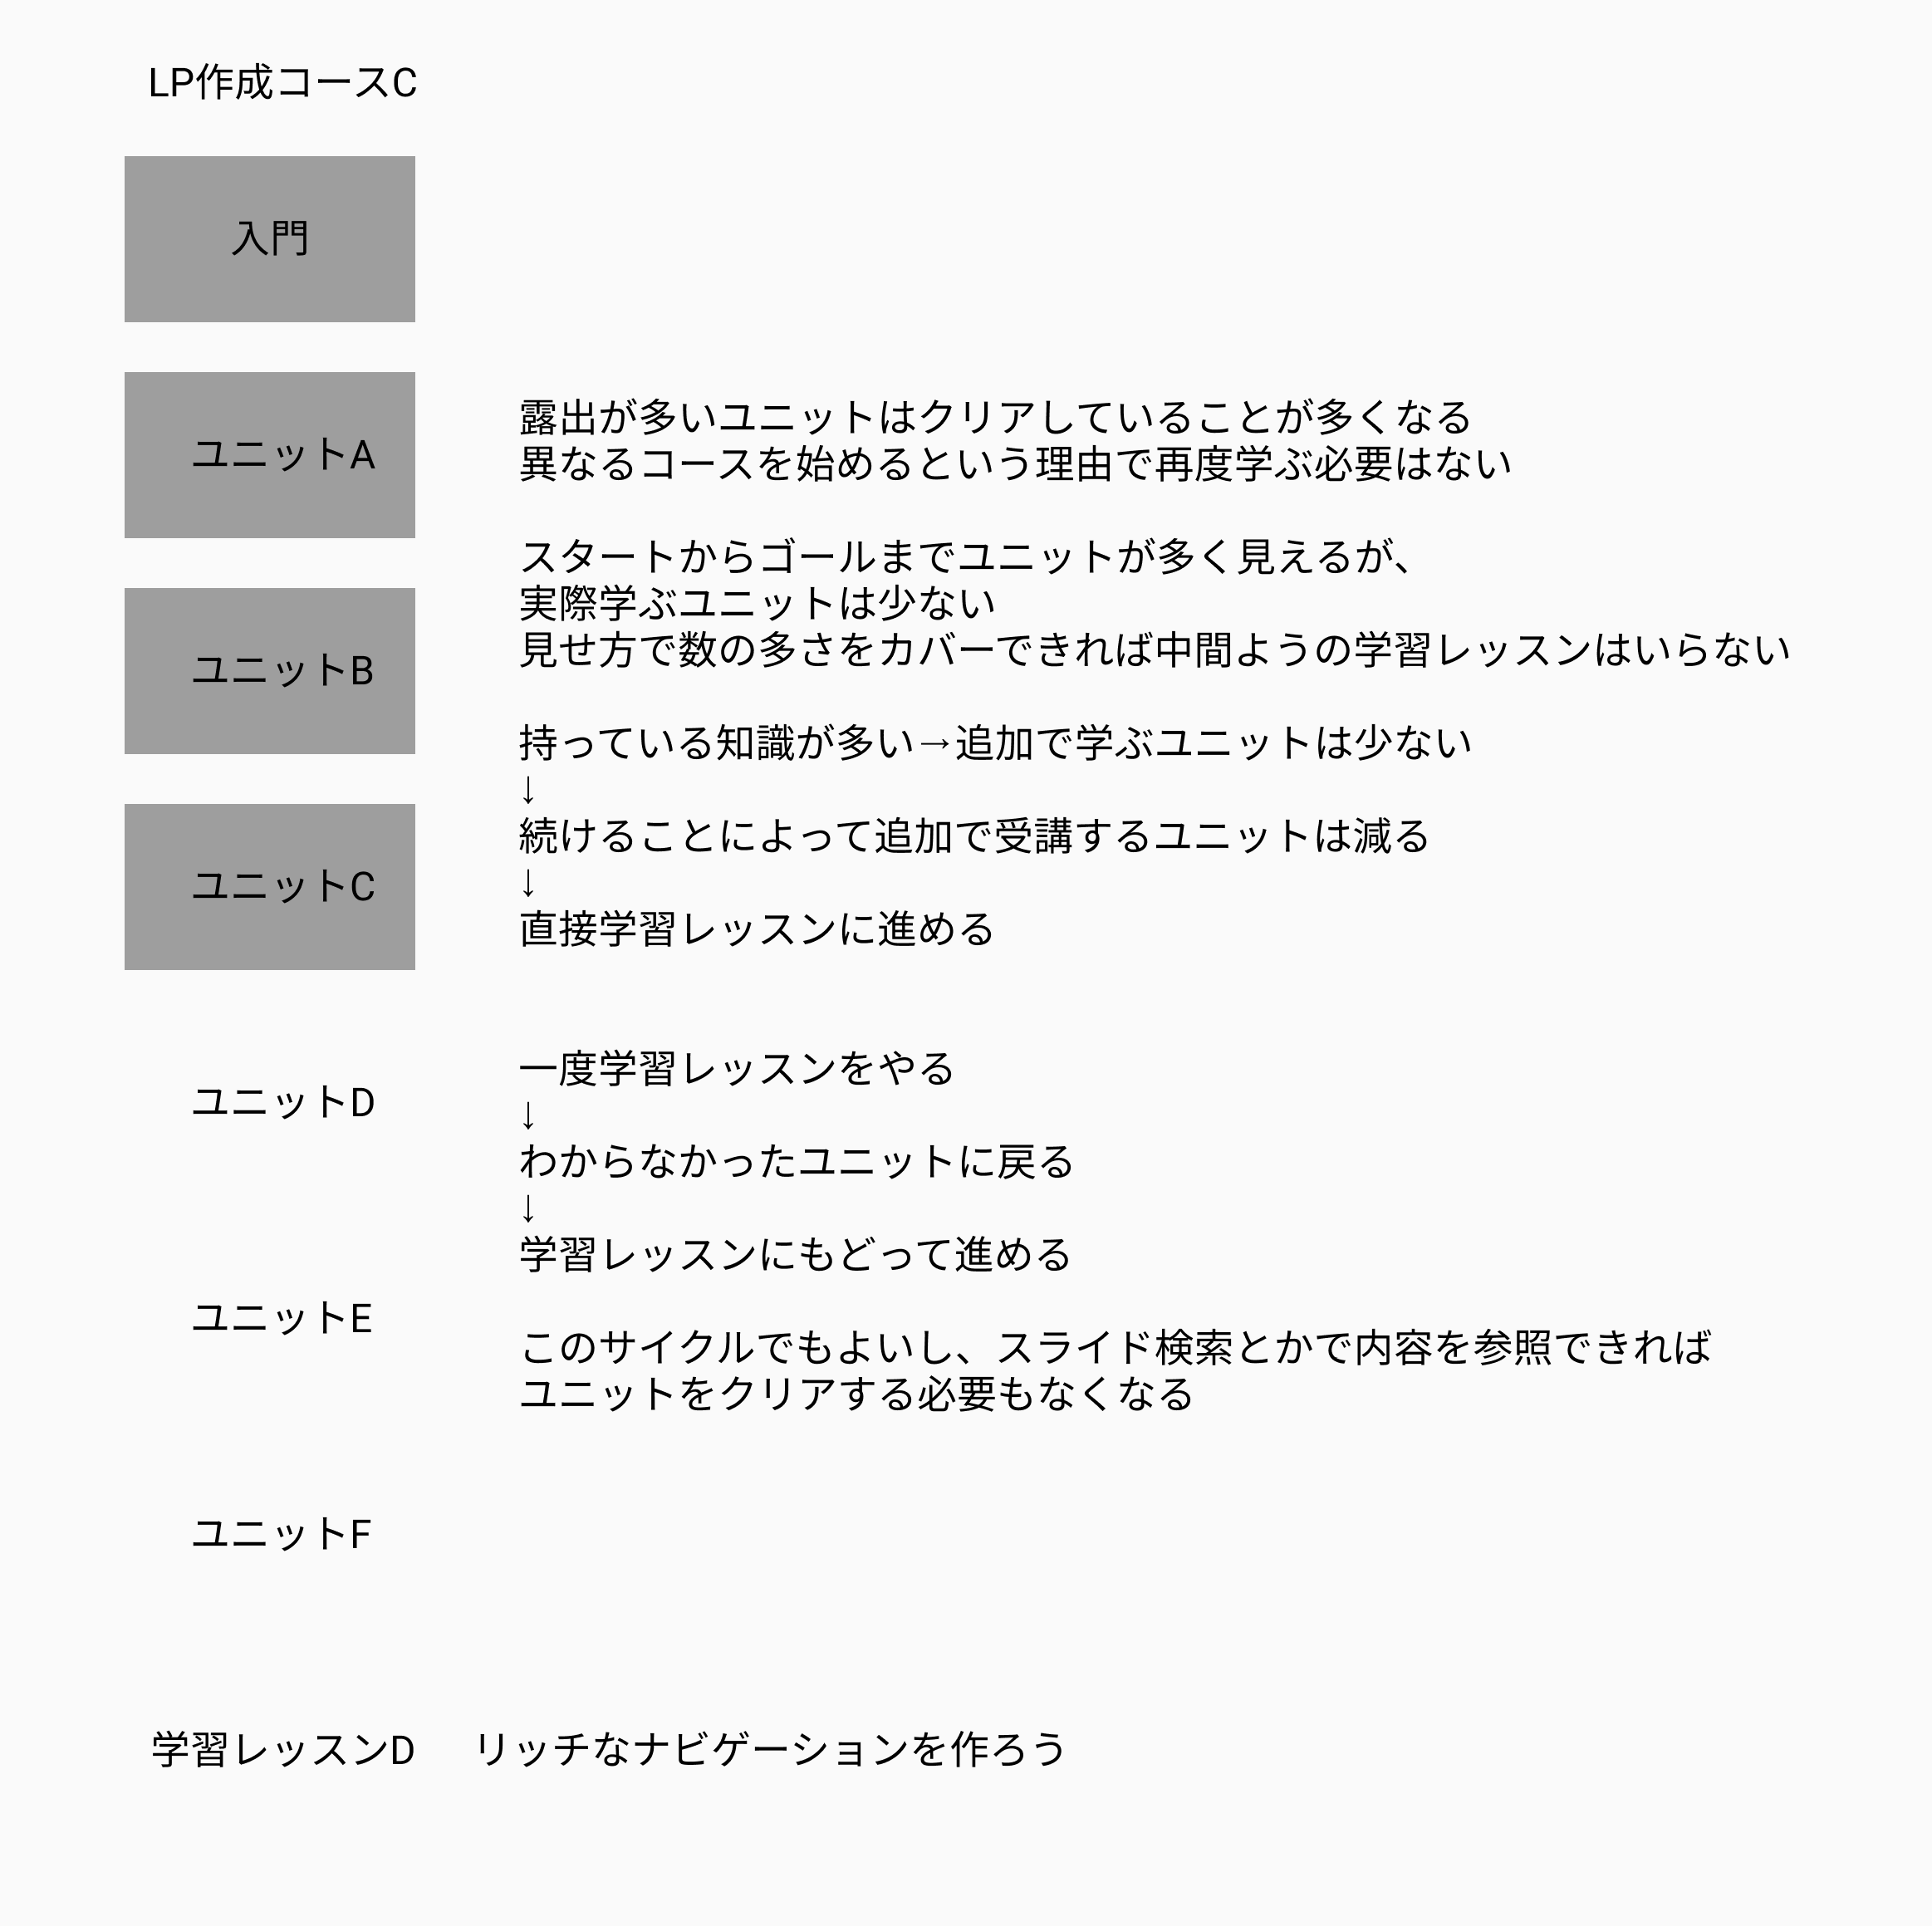 LP作成コースC
入門
ユニットA
露出が多いユニットはクリアしていることが多くなる
異なるコースを始めるという理由で再度学ぶ必要はない
スタートからゴールまでユニットが多く見えるが、
実際学ぶユニットは少ない
見せ方で数の多さをカバーできれば中間ようの学習レッスンはいらない
ユニットB
持っている知識が多い→追加で学ぶユニットは少ない
↓
続けることによって追加で受講するユニットは減る
↓
直接学習レッスンに進める
ユニットC
一度学習レッスンをやる
↓
わからなかったユニットに戻る
↓
学習レッスンにもどって進める
ユニットD
ユニットE
このサイクルでもよいし、スライド検索とかで内容を参照できれば
ユニットをクリアする必要もなくなる
ユニットF
学習レッスンD リッチなナビゲーションを作ろう